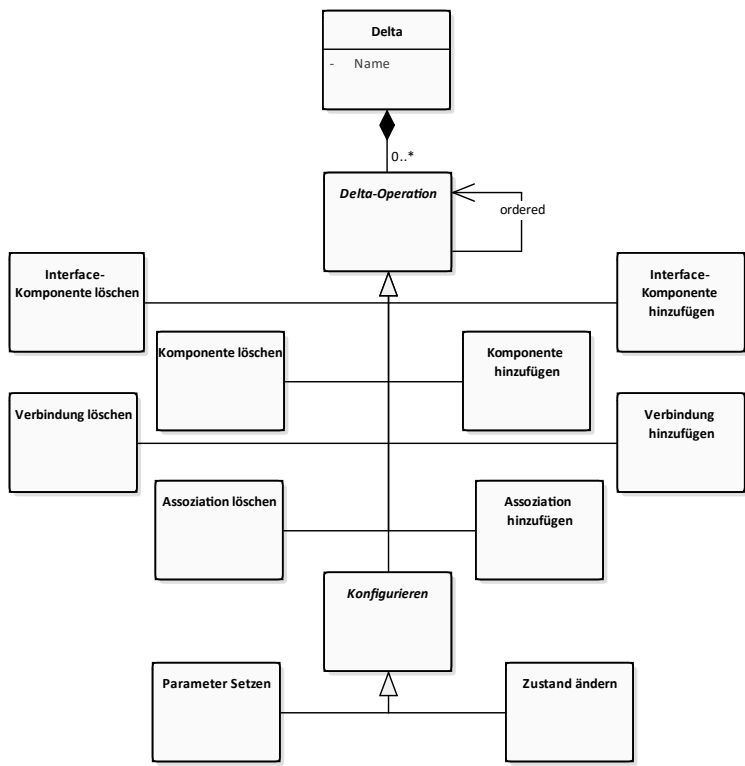 Delta
- Name
0..*
Delta-Operation
ordered
Interface-
Komponente löschen
Interface-
Komponente
hinzufügen
Komponente löschen
Komponente
hinzufügen
Verbindung löschen
Verbindung
hinzufügen
Assoziation löschen
Assoziation
hinzufügen
Konfigurieren
Parameter Setzen
Zustand ändern